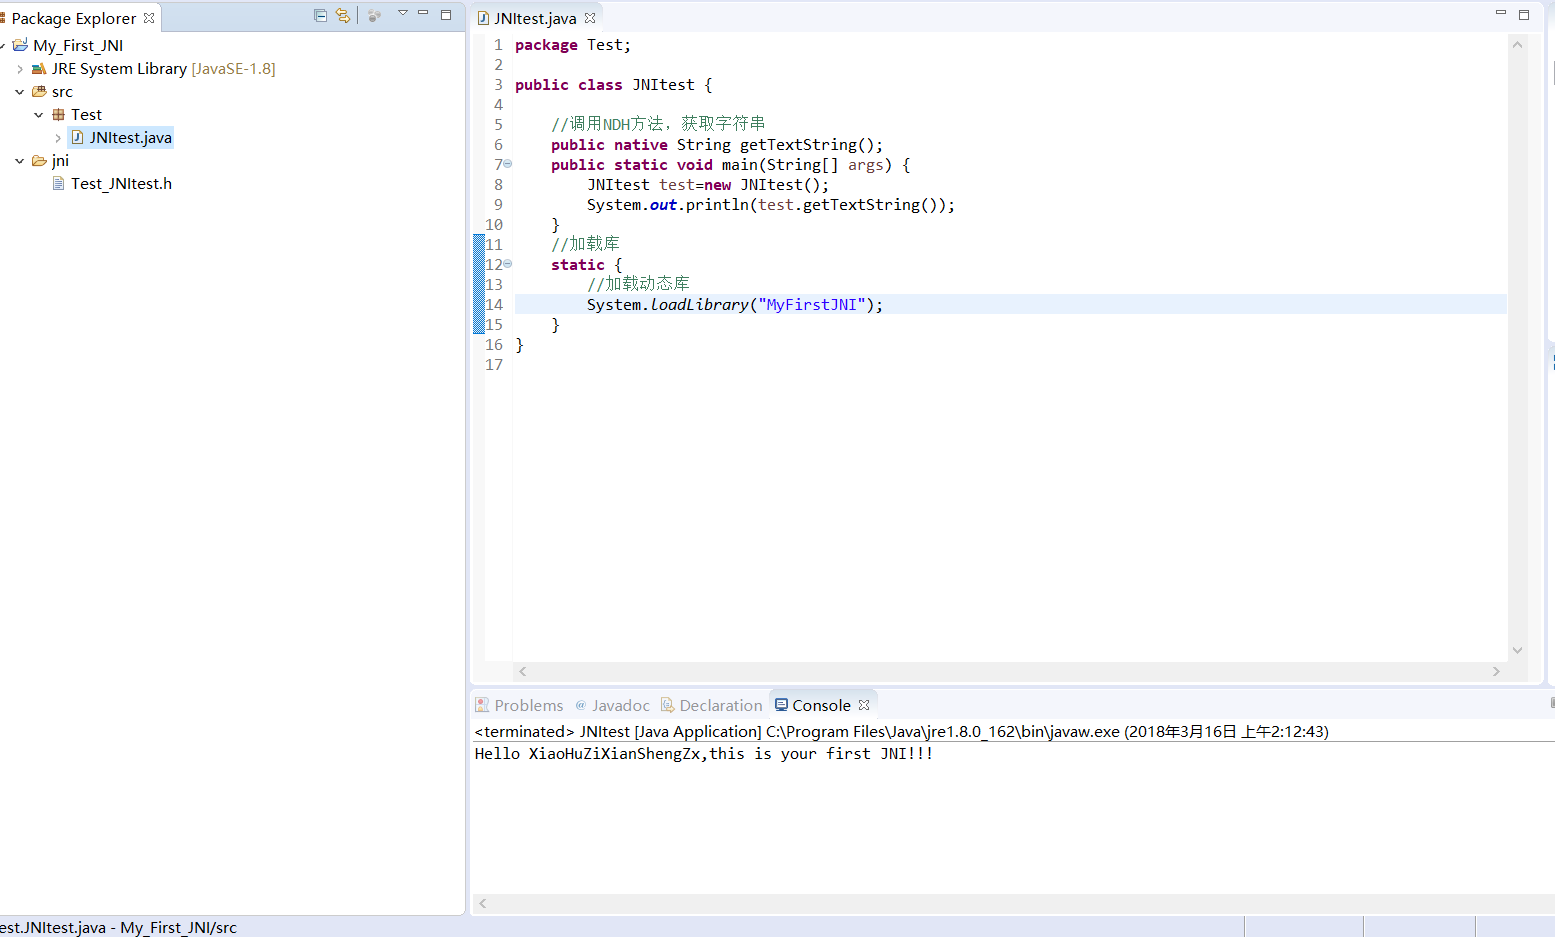 Package Explorer
My_First_JNI
JRE System Library [JavaSE-1.8]
src
Test
JNItest.java
jni
Test_JNItest.h
JNItest.java
1 package Test;
2
3 public class JNItest {
4
5 //调用NDH方法，获取字符串
6 public native String getTextString();
7 public static void main(String[] args) {
8 JNItest test=new JNItest();
9 System.out.println(test.getTextString());
10 }
11 //加载库
12 static {
13 //加载动态库
14 System.loadLibrary("MyFirstJNI");
15 }
16 }
17
Problems @ Javadoc Declaration Console
<terminated> JNItest [Java Application] C:\Program Files\Java\jre1.8.0_162\bin\javaw.exe (2018年3月16日 上午2:12:43)
Hello XiaoHuZiXianShengZx,this is your first JNI!!!
est.JNItest.java - My_First_JNI/src